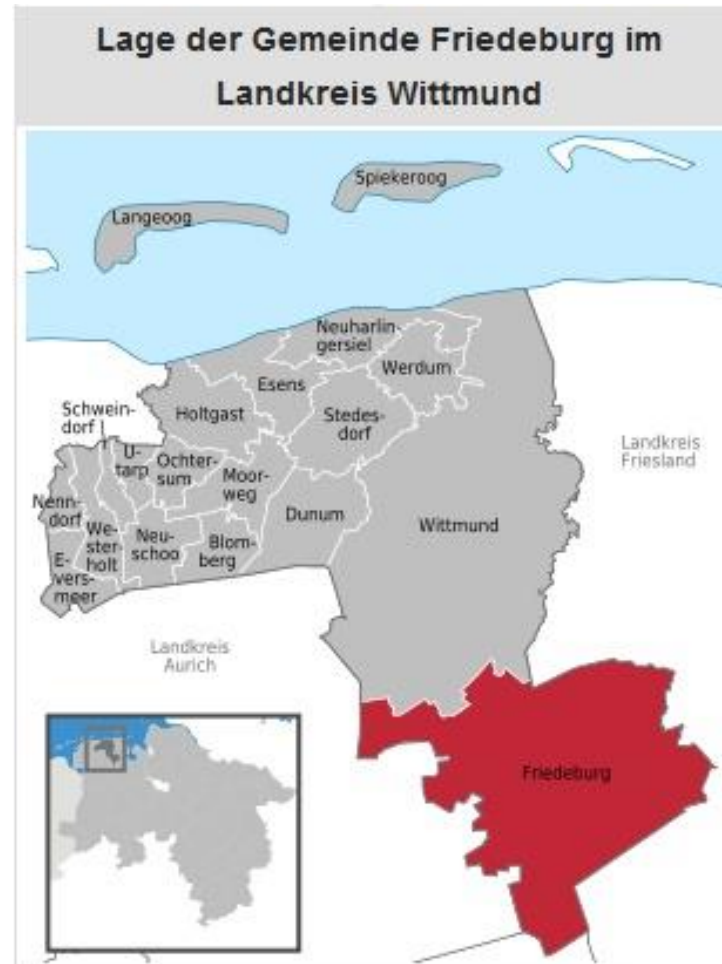 Lage der Gemeinde Friedeburg im
Landkreis Wittmund
Spiekeroog
Langeoog
Neuharlin-
gersiel
Werdum
Esens
Holtgast
Stedes-
dorf
Schwein-
dorf
U-
tarp
Ochter-
sum
Moor-
weg
Landkreis
Friesland
Nenn-
dorf
We-
ster-
holt
Neu-
schoo
Blom-
berg
Dunum
Wittmund
E-
vers-
meer
Landkreis
Aurich
Friedeburg